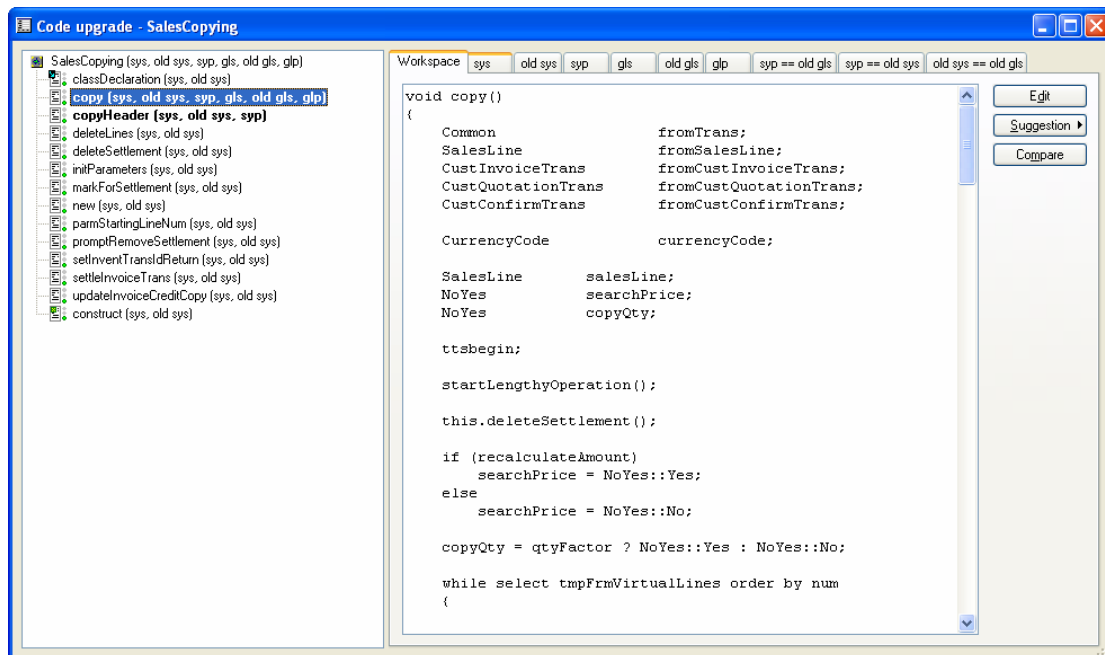 Code upgrade - SalesCopying
SalesCopying (sys, old sys, syp, gls, old gls, glp)
classDeclaration (sys, old sys)
copy (sys, old sys, syp, gls, old gls, glp)
copyHeader (sys, old sys, syp)
deleteLines (sys, old sys)
deleteSettlement (sys, old sys)
initParameters (sys, old sys)
markForSettlement (sys, old sys)
new (sys, old sys)
parmStartingLineNum (sys, old sys)
promptRemoveSettlement (sys, old sys)
setInventTransIdReturn (sys, old sys)
settleInvoiceTrans (sys, old sys)
updateInvoiceCreditCopy (sys, old sys)
construct (sys, old sys)
Workspace sys old sys syp gls old gls glp syp == old gls syp == old sys old sys == old gls
void copy()
{
    Common                  fromTrans;
    SalesLine               fromSalesLine;
    CustInvoiceTrans        fromCustInvoiceTrans;
    CustQuotationTrans      fromCustQuotationTrans;
    CustConfirmTrans        fromCustConfirmTrans;
    CurrencyCode            currencyCode;
    SalesLine       salesLine;
    NoYes           searchPrice;
    NoYes           copyQty;
    ttsbegin;
    startLengthyOperation();
    this.deleteSettlement();
    if (recalculateAmount)
        searchPrice = NoYes::Yes;
    else
        searchPrice = NoYes::No;
    copyQty = qtyFactor ? NoYes::Yes : NoYes::No;
    while select tmpFrmVirtualLines order by num
    {
Edit
Suggestion
Compare